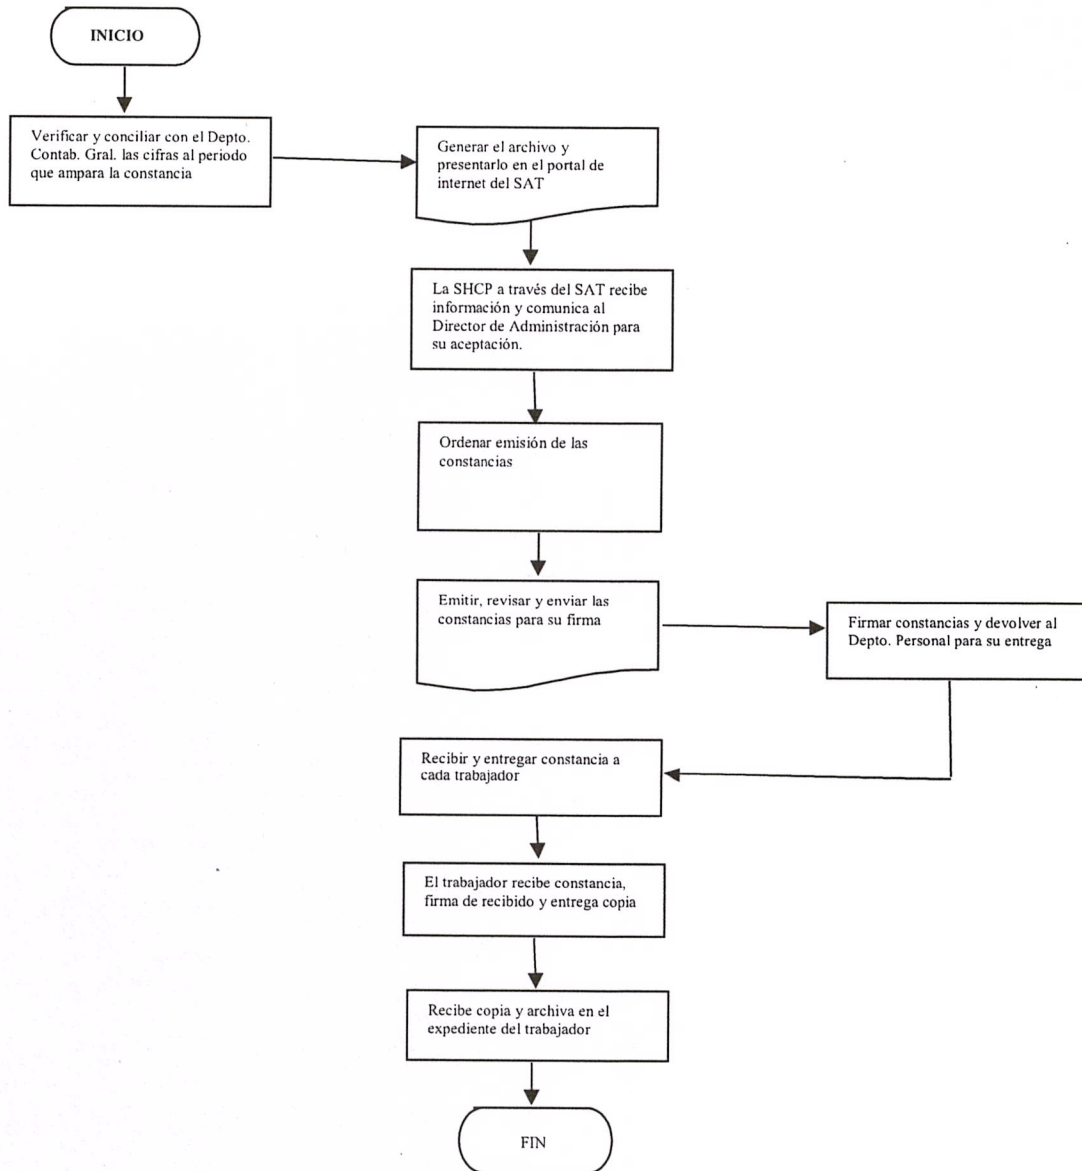 INICIO
Verificar y conciliar con el Depto.
Contab. Gral. las cifras al periodo
que ampara la constancia
Generar el archivo y
presentarlo en el portal de
internet del SAT
La SHCP a través del SAT recibe
información y comunica al
Director de Administración para
su aceptación.
Ordenar emisión de las
constancias
Emitir, revisar y enviar las
constancias para su firma
Firmar constancias y devolver al
Depto. Personal para su entrega
Recibir y entregar constancia a
cada trabajador
El trabajador recibe constancia,
firma de recibido y entrega copia
Recibe copia y archiva en el
expediente del trabajador
FIN